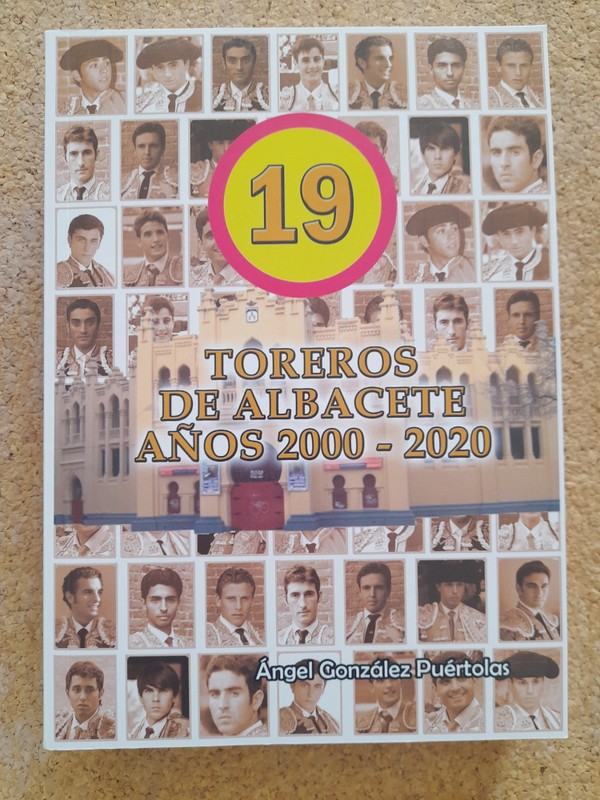 19
TOREROS
DE ALBACETE
AÑOS 2000 - 2020
Ángel González Puértolas